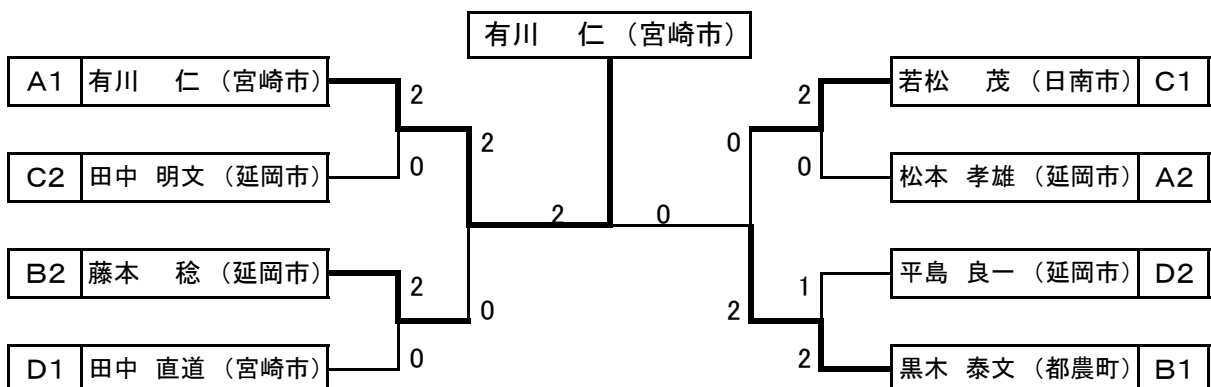 有川　仁（宮崎市）
A1 有川　仁（宮崎市） 2 2 若松　茂（日南市） C1
2 0
C2 田中 明文（延岡市） 0 0 松本 孝雄（延岡市） A2
2 0
B2 藤本　稔（延岡市） 2 1 平島 良一（延岡市） D2
0 2
D1 田中 直道（宮崎市） 0 2 黒木 泰文（都農町） B1